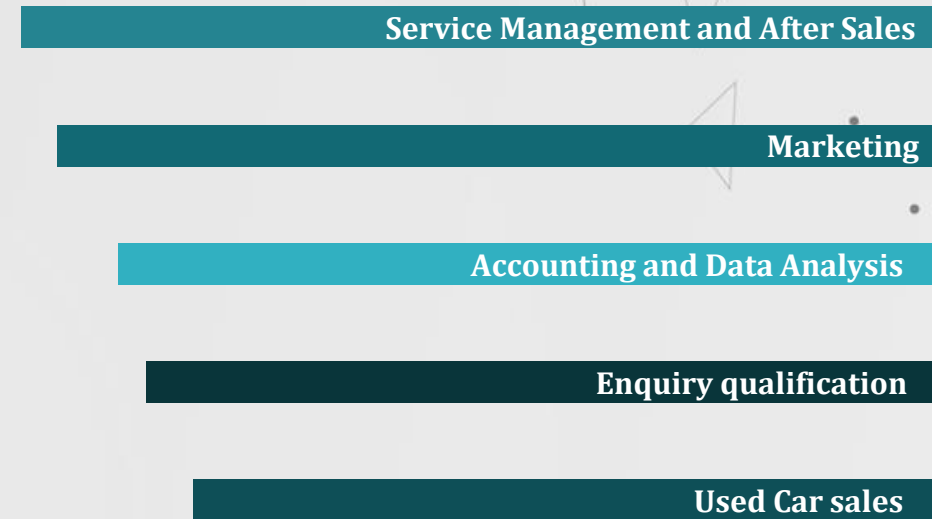 Service Management and After Sales
Marketing
Accounting and Data Analysis
Enquiry qualification
Used Car sales